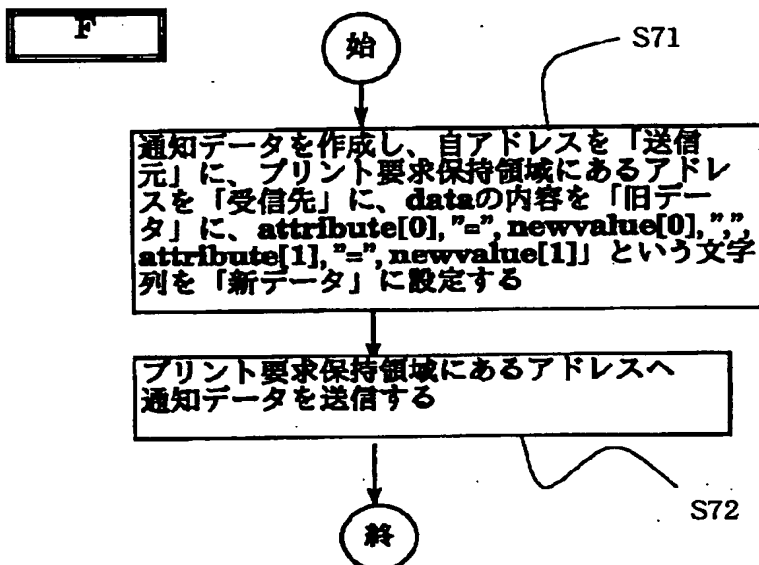 F
始
S71
通知データを作成し、自アドレスを「送信
元」に、プリント要求保持領域にあるアドレ
スを「受信先」に、dataの内容を「旧デー
タ」に、attribute[0],"=",newvalue[0],",",
attribute[1],"=",newvalue[1]」という文字
列を「新データ」に設定する
プリント要求保持領域にあるアドレスへ
通知データを送信する
S72
終